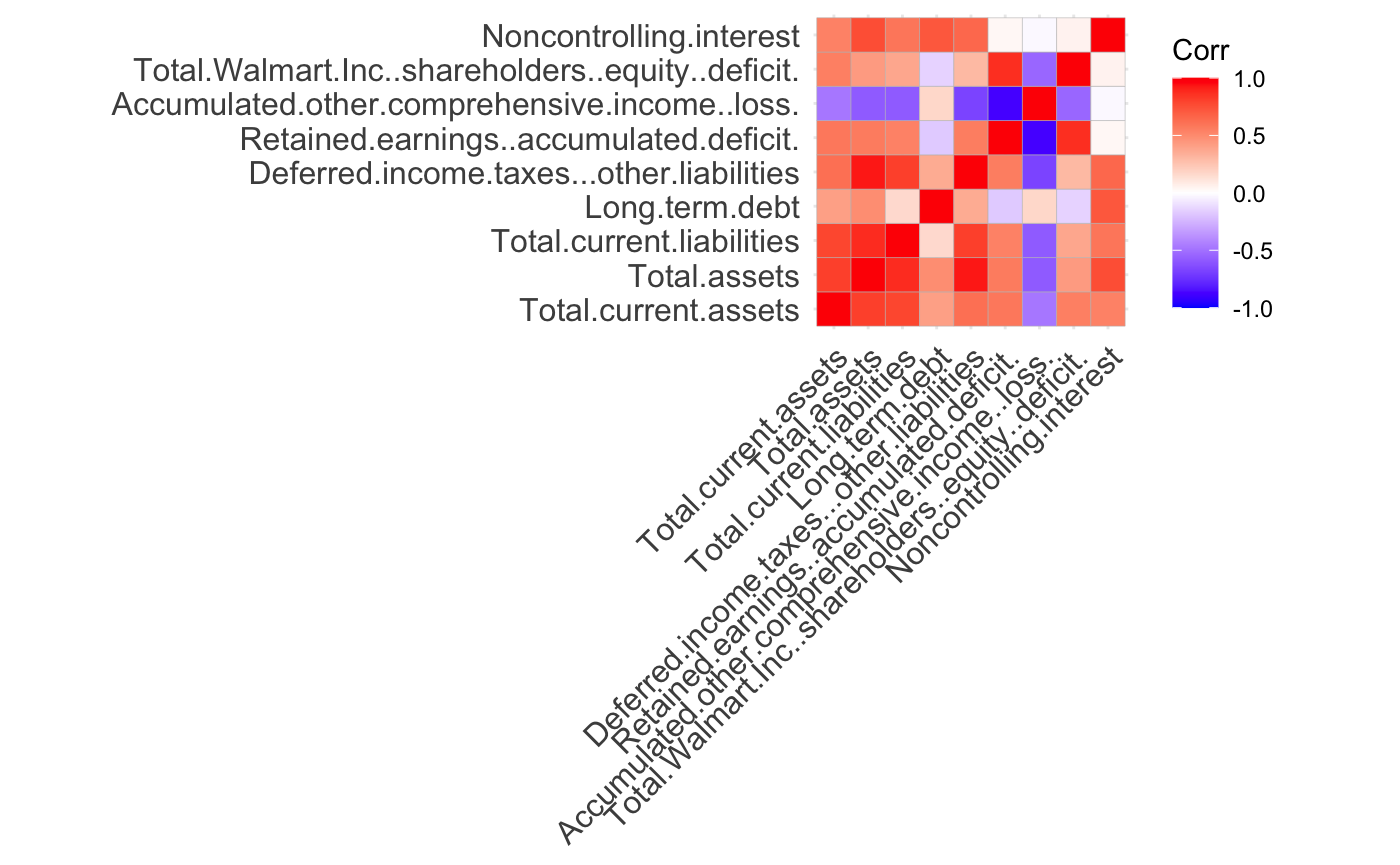 Noncontrolling.interest
Total.Walmart.Inc..shareholders..equity..deficit.
Accumulated.other.comprehensive.income..loss.
Retained.earnings..accumulated.deficit.
Deferred.income.taxes...other.liabilities
Long.term.debt
Total.current.liabilities
Total.assets
Total.current.assets
Total.current.assets
Total.assets
Total.current.liabilities
Long.term.debt
Deferred.income.taxes...other.liabilities
Retained.earnings..accumulated.deficit.
Accumulated.other.comprehensive.income..loss.
Total.Walmart.Inc..shareholders..equity..deficit.
Noncontrolling.interest
Corr
1.0
0.5
0.0
-0.5
-1.0